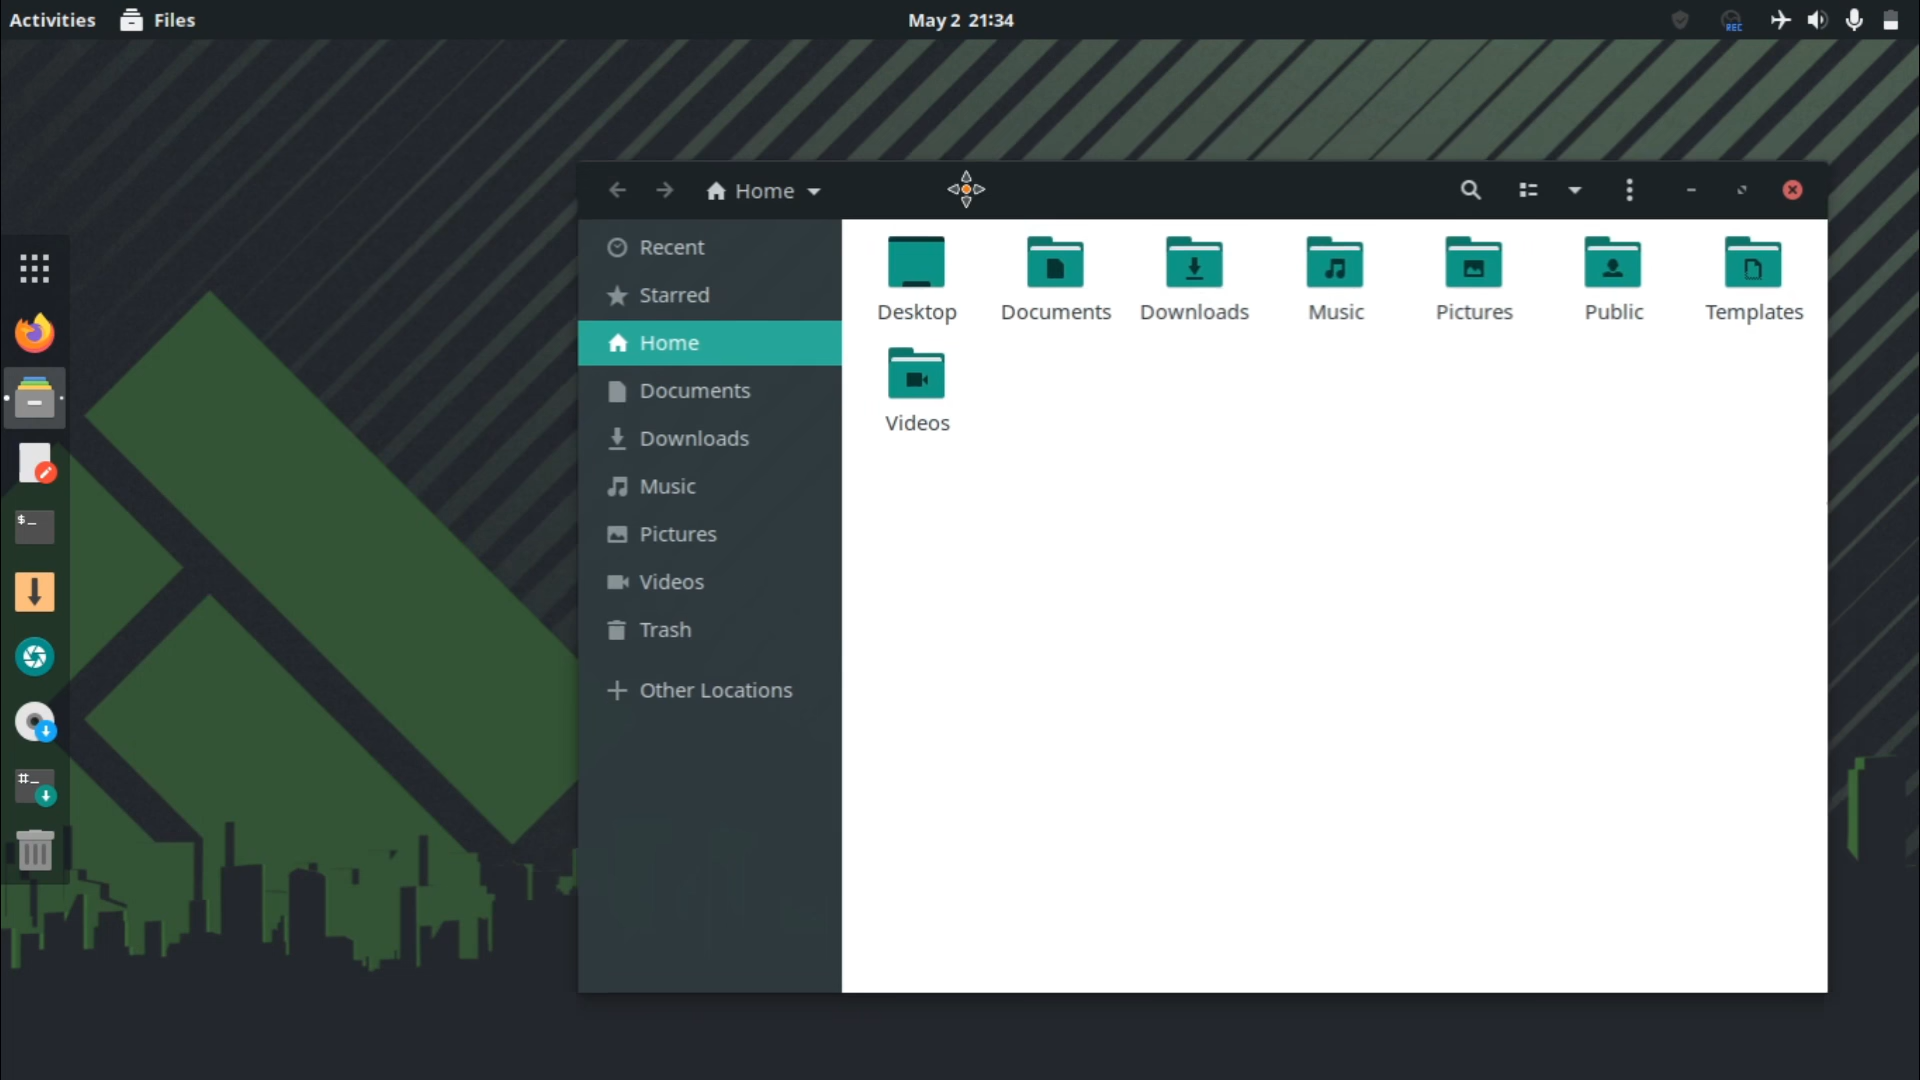 Activities Files May 2 21:34 REC
Home
Recent
Starred
Home
Documents
Downloads
Music
Pictures
Videos
Trash
Other Locations
Desktop Documents Downloads Music Pictures Public Templates
Videos
$_
#_